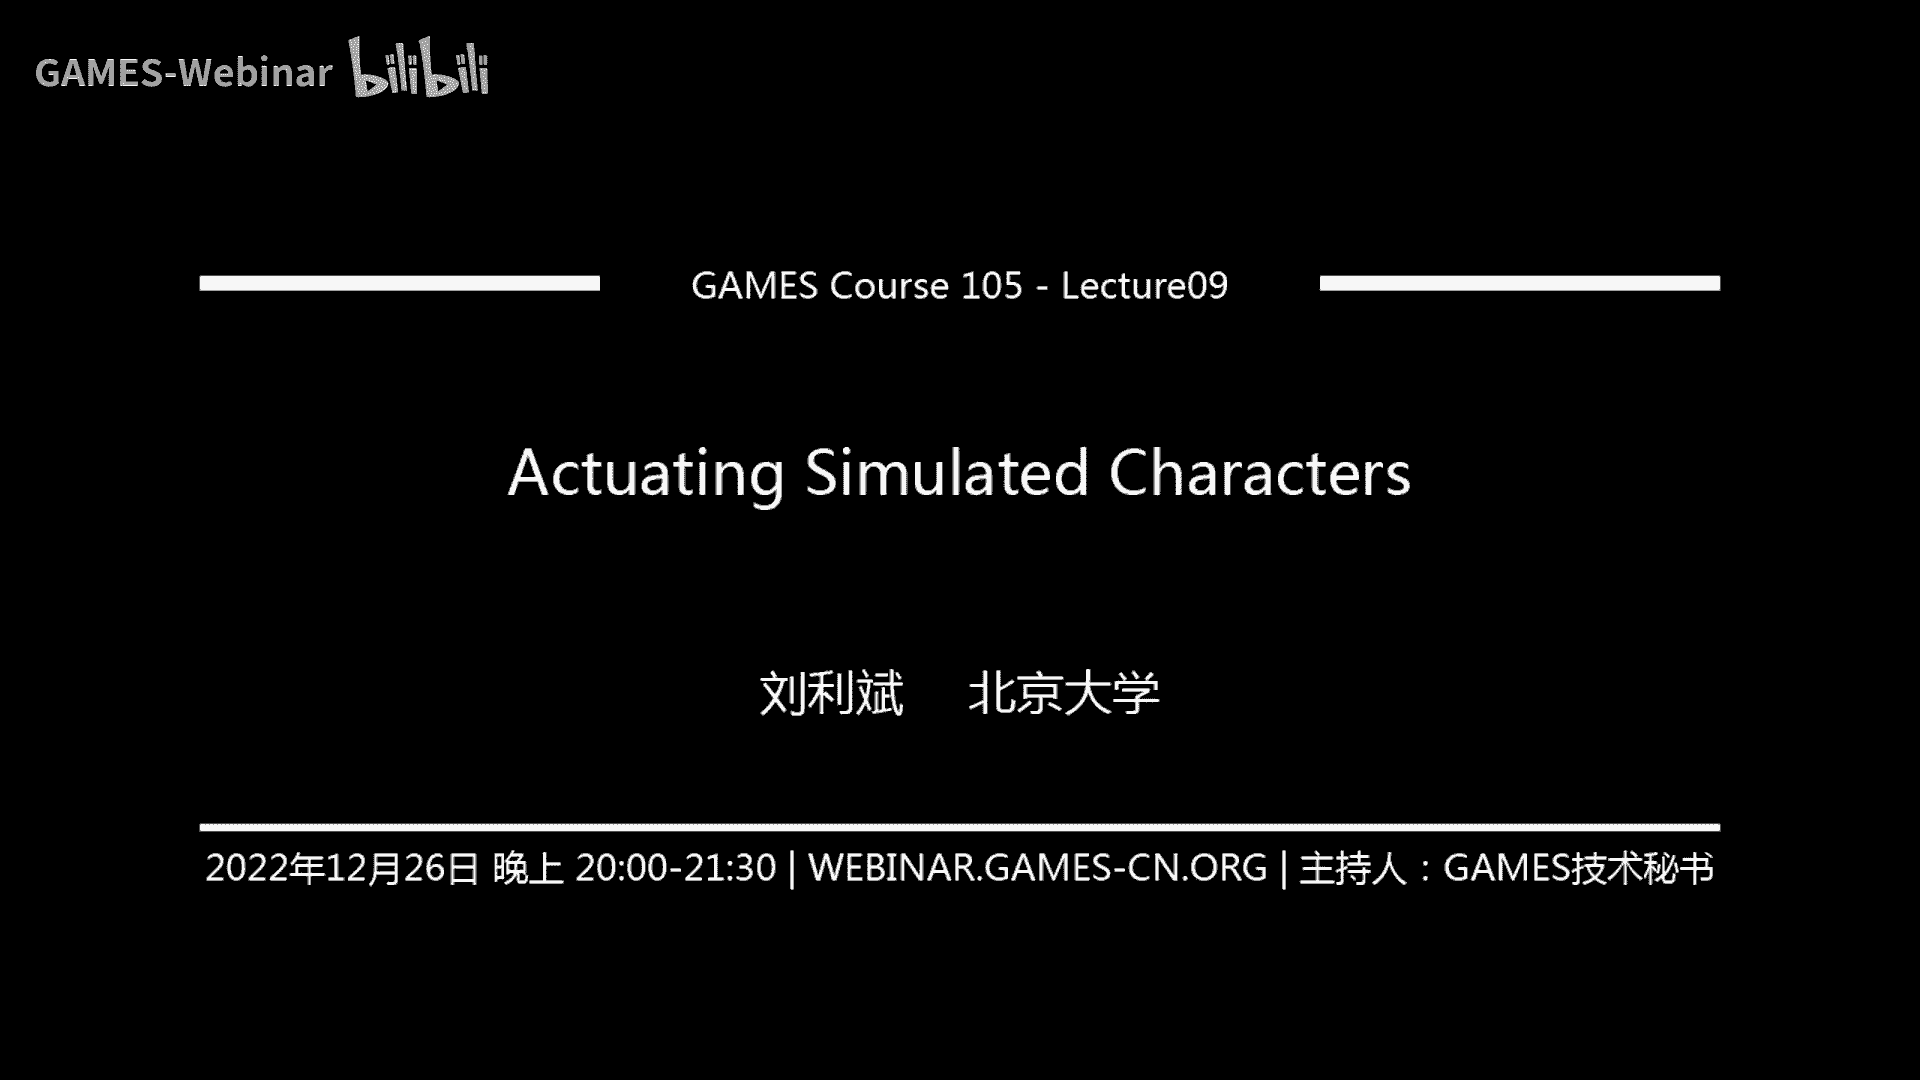 GAMES-Webinar bilibili
GAMES Course 105 - Lecture09
Actuating Simulated Characters
刘利斌 北京大学
2022年12月26日 晚上 20:00-21:30 | WEBINAR.GAMES-CN.ORG | 主持人：GAMES技术秘书